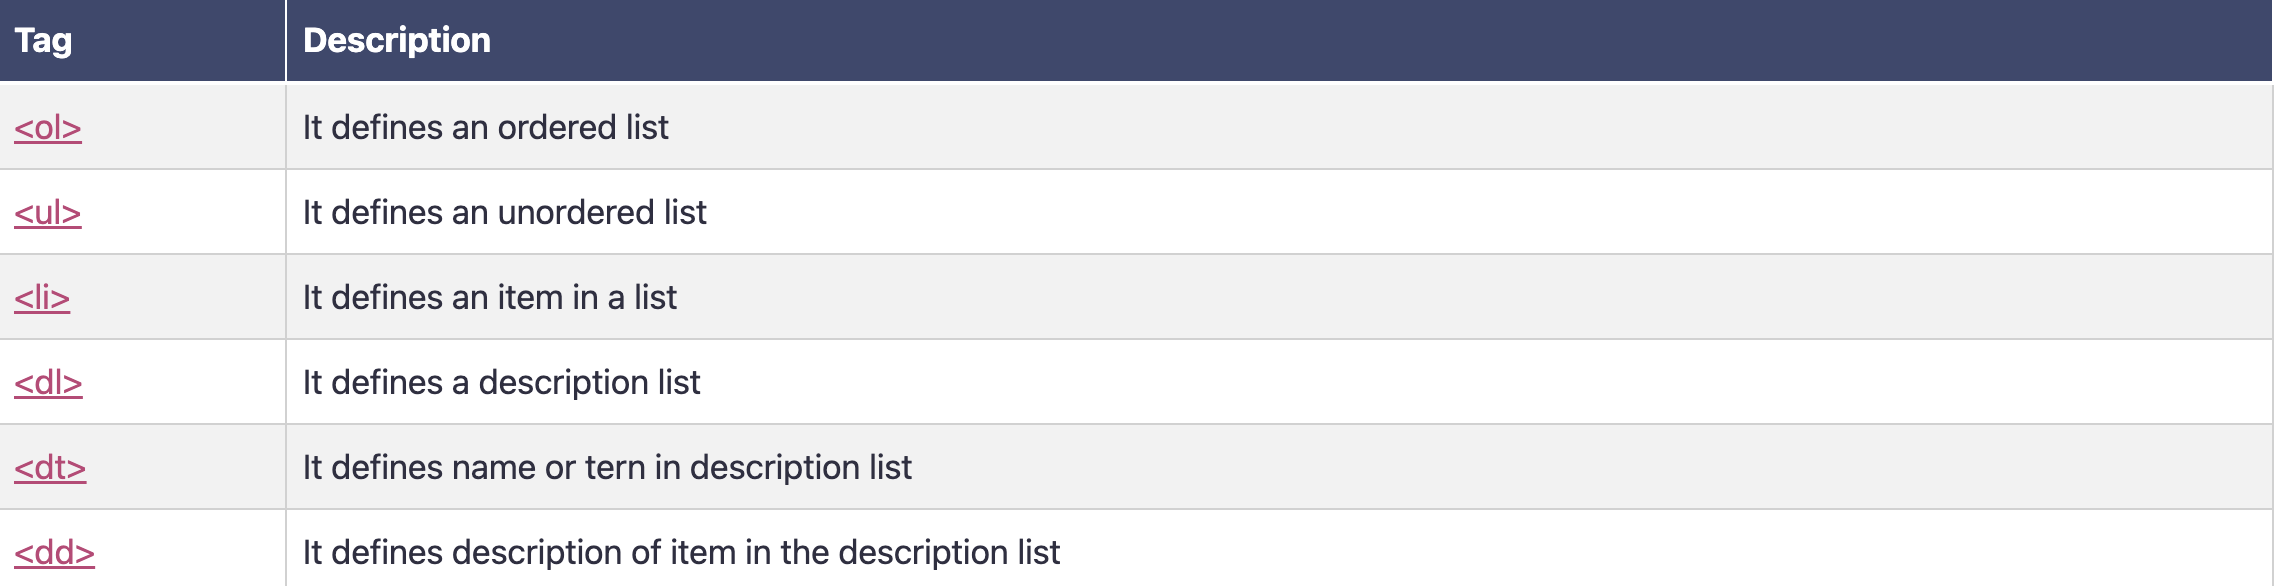 Tag Description
<ol> It defines an ordered list
<ul> It defines an unordered list
<li> It defines an item in a list
<dl> It defines a description list
<dt> It defines name or tern in description list
<dd> It defines description of item in the description list